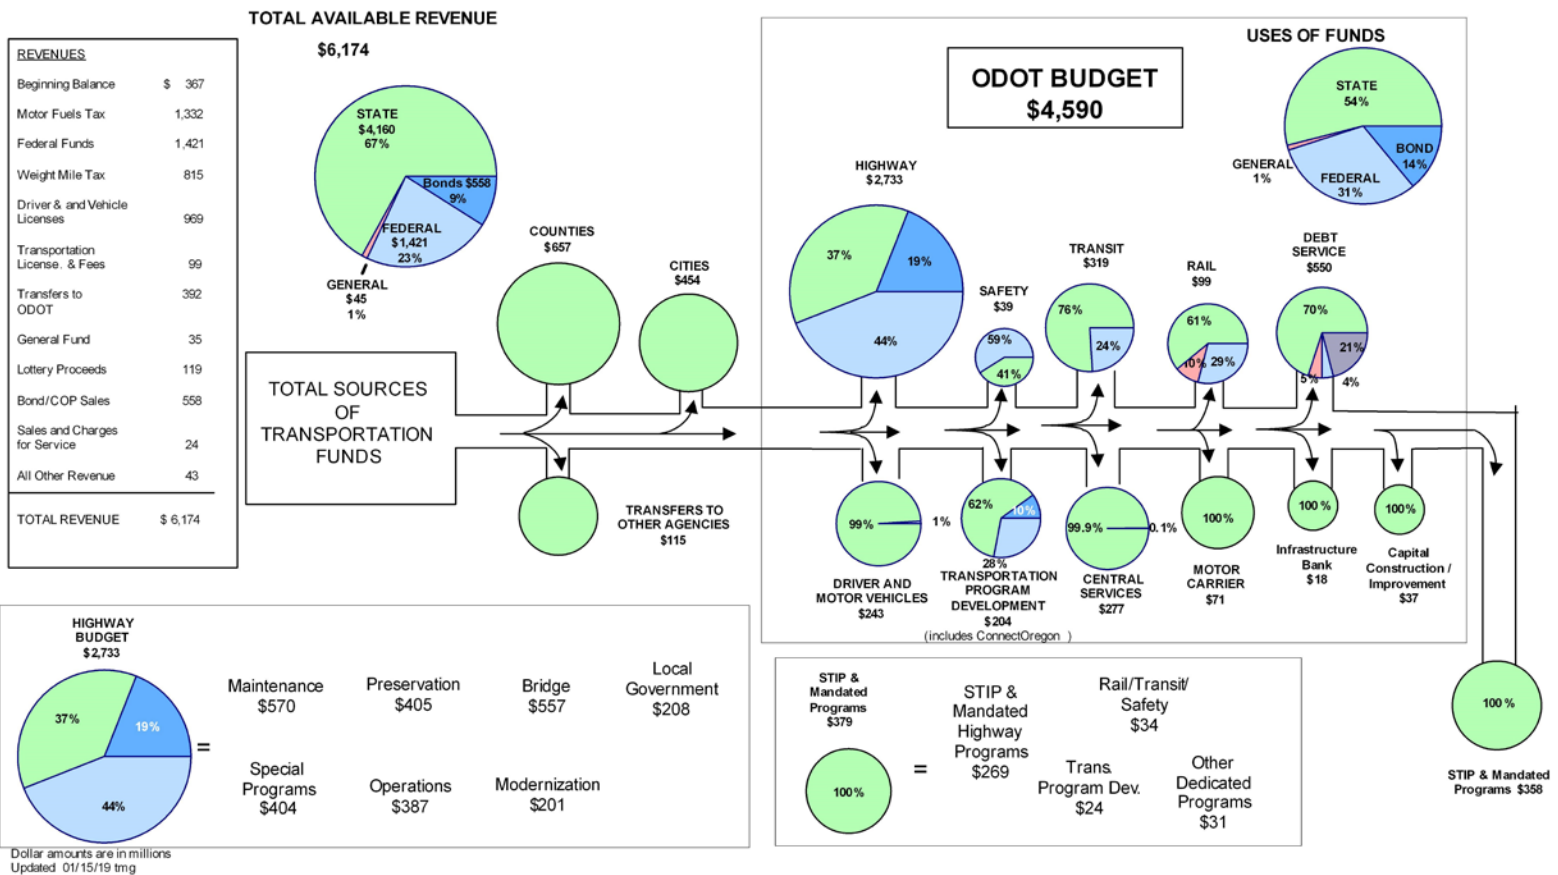 TOTAL AVAILABLE REVENUE
$6,174
REVENUES
Beginning Balance $ 367
Motor Fuels Tax 1,332
Federal Funds 1,421
Weight Mile Tax 815
Driver & and Vehicle
Licenses 969
Transportation
License. & Fees 99
Transfers to 392
ODOT
General Fund 35
Lottery Proceeds 119
Bond/COP Sales 558
Sales and Charges
for Service 24
All Other Revenue 43
TOTAL REVENUE $ 6,174
STATE
$4,160
67%
Bonds $558
9%
FEDERAL
$1,421
23%
GENERAL
$45
1%
TOTAL SOURCES
OF
TRANSPORTATION
FUNDS
COUNTIES
$657
CITIES
$454
TRANSFERS TO
OTHER AGENCIES
$115
ODOT BUDGET
$4,590
USES OF FUNDS
STATE
54%
BOND
14%
GENERAL
1%
FEDERAL
31%
HIGHWAY
$2,733
37%
19%
44%
SAFETY
$39
59%
41%
TRANSIT
$319
76%
24%
RAIL
$99
61%
10%
29%
DEBT
SERVICE
$550
70%
21%
5%
4%
99%
1%
DRIVER AND
MOTOR VEHICLES
$243
62%
10%
28%
TRANSPORTATION
PROGRAM
DEVELOPMENT
$204
(includes ConnectOregon )
99.9%
0.1%
CENTRAL
SERVICES
$277
100%
MOTOR
CARRIER
$71
100 %
Infrastructure
Bank
$18
100%
Capital
Construction /
Improvement
$37
100 %
STIP & Mandated
Programs $358
HIGHWAY
BUDGET
$2,733
37%
19%
44%
=
Maintenance
$570
Preservation
$405
Bridge
$557
Local
Government
$208
Special
Programs
$404
Operations
$387
Modernization
$201
STIP &
Mandated
Programs
$379
100%
=
STIP &
Mandated
Highway
Programs
$269
Rail/Transit/
Safety
$34
Trans.
Program Dev.
$24
Other
Dedicated
Programs
$31
Dollar amounts are in millions
Updated 01/15/19 tmg